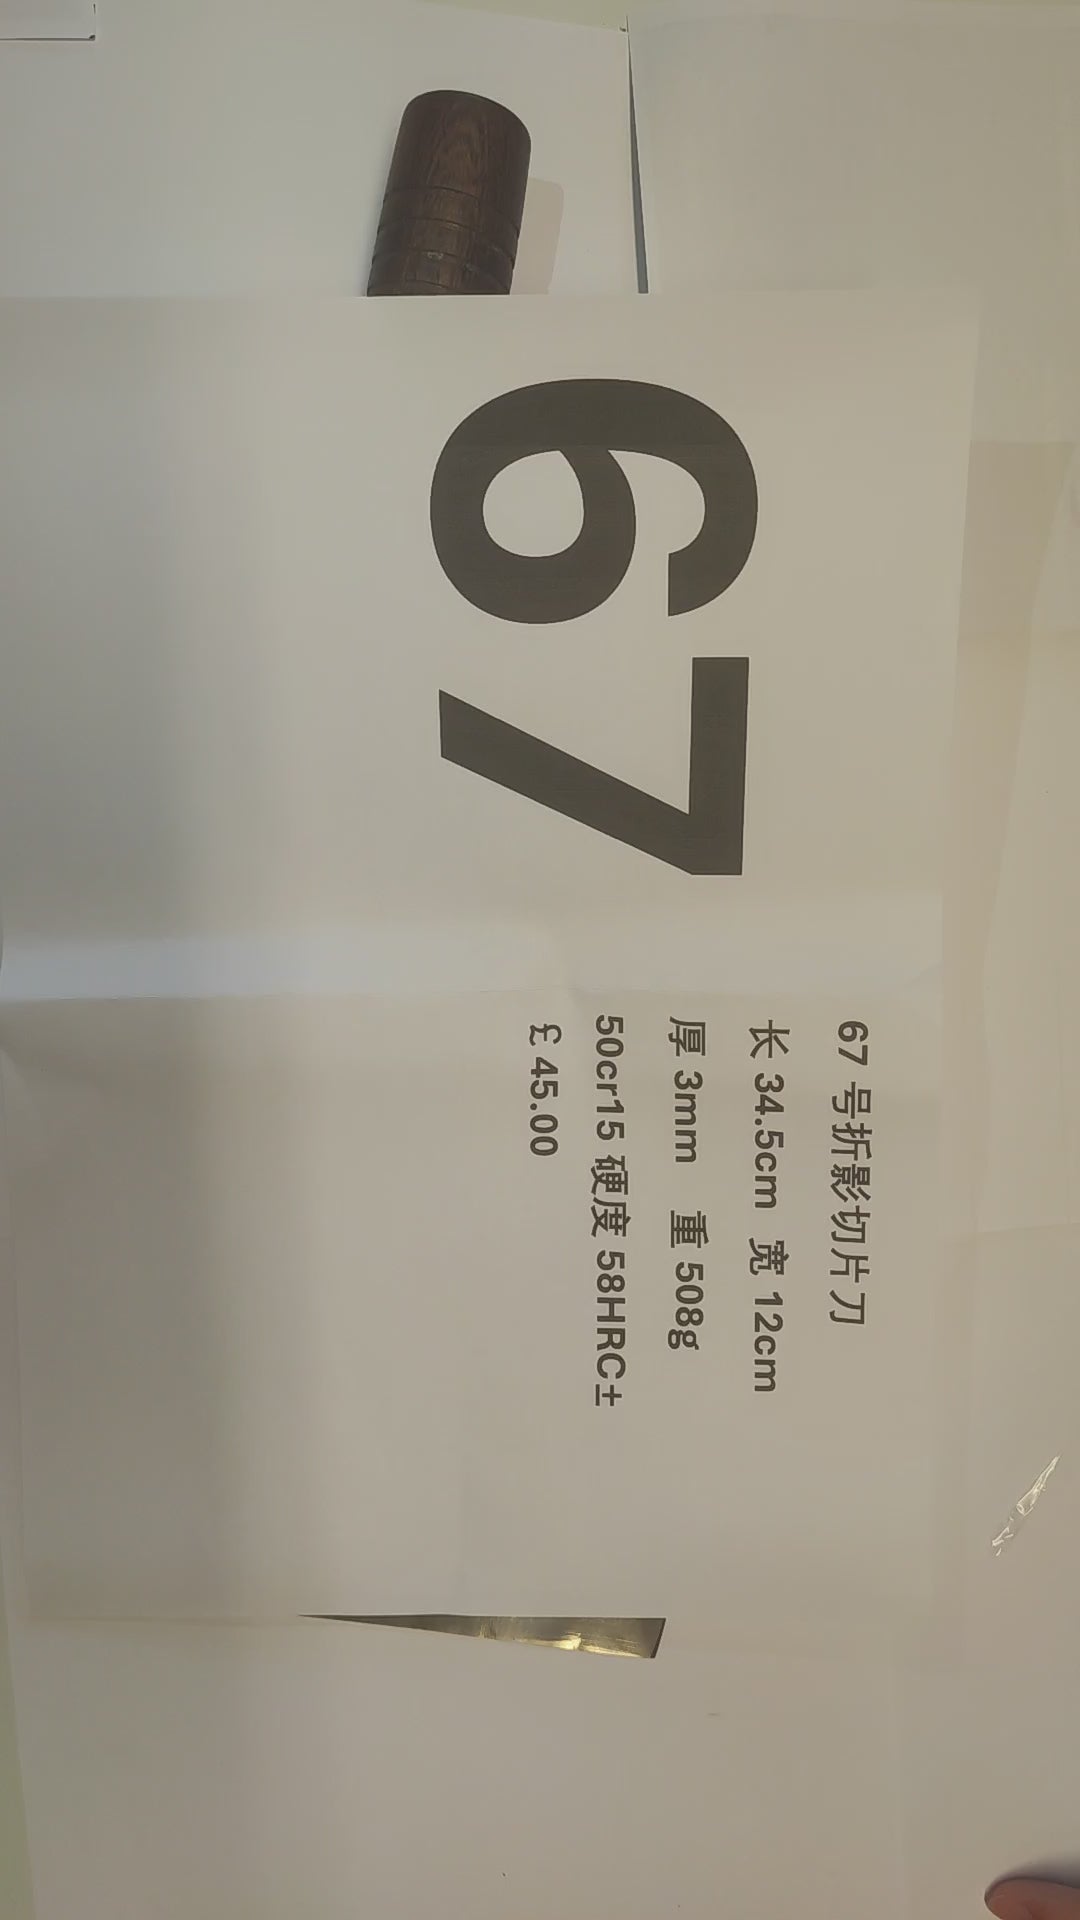 67
67 号折影切片刀
长 34.5cm 宽 12cm
厚 3mm 重 508g
50cr15 硬度 58HRC±
£ 45.00